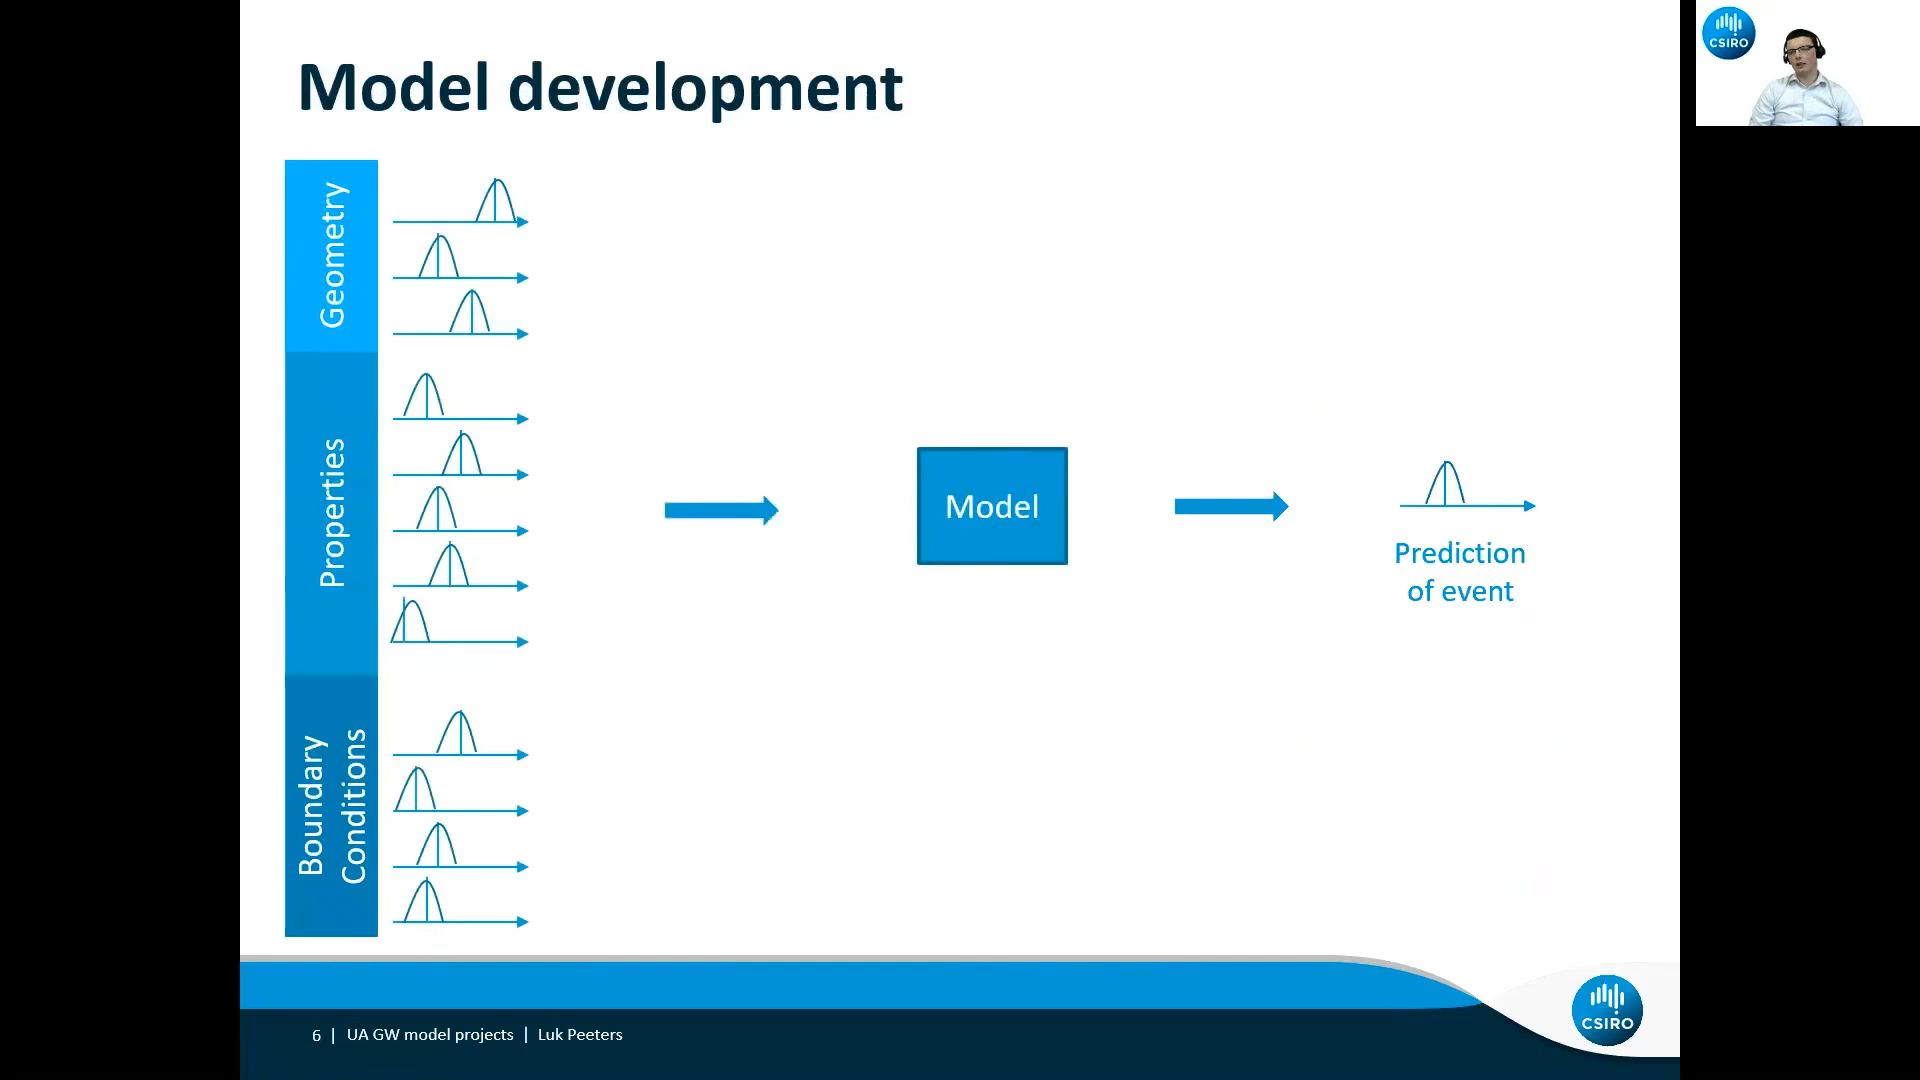 Model development
CSIRO
Geometry
Properties
Boundary
Conditions
Model
Prediction
of event
6 | UA GW model projects | Luk Peeters
CSIRO